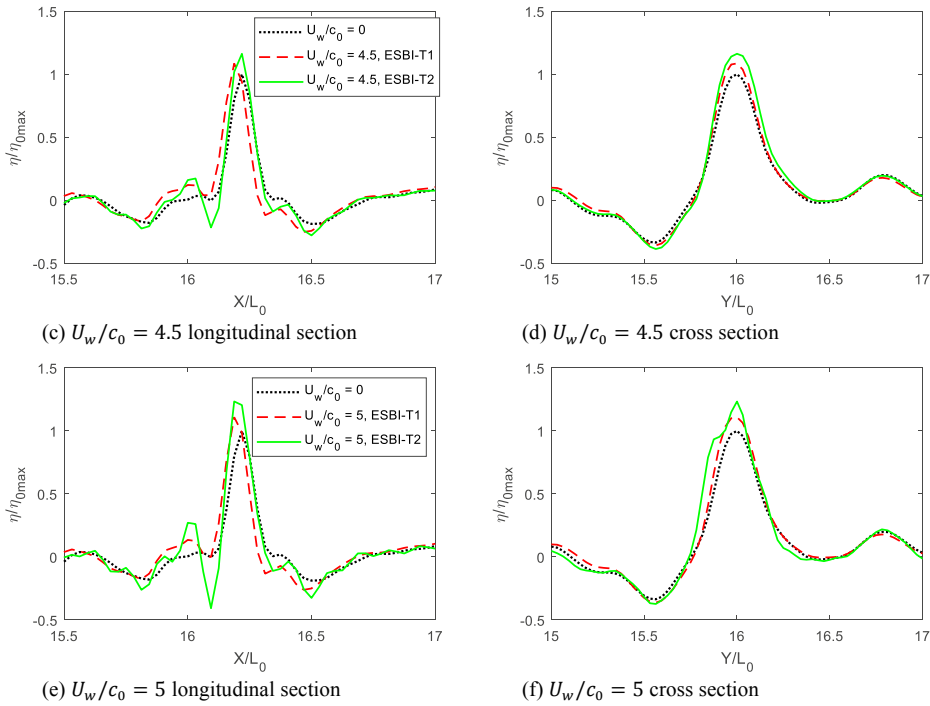 1.5
1
0.5
0
-0.5
η/η0max
15.5 16 16.5 17
X/L0
Uw/c0 = 0
Uw/c0 = 4.5, ESBI-T1
Uw/c0 = 4.5, ESBI-T2
1.5
1
0.5
0
-0.5
η/η0max
15 15.5 16 16.5 17
Y/L0
(c) Uw/c0 = 4.5 longitudinal section
(d) Uw/c0 = 4.5 cross section
1.5
1
0.5
0
-0.5
η/η0max
15.5 16 16.5 17
X/L0
Uw/c0 = 0
Uw/c0 = 5, ESBI-T1
Uw/c0 = 5, ESBI-T2
1.5
1
0.5
0
-0.5
η/η0max
15 15.5 16 16.5 17
Y/L0
(e) Uw/c0 = 5 longitudinal section
(f) Uw/c0 = 5 cross section